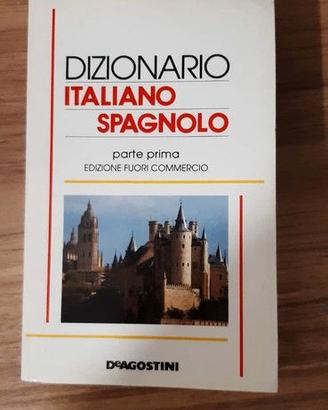 DIZIONARIO
ITALIANO
SPAGNOLO
parte prima
EDIZIONE FUORI COMMERCIO
DeAGOSTINI